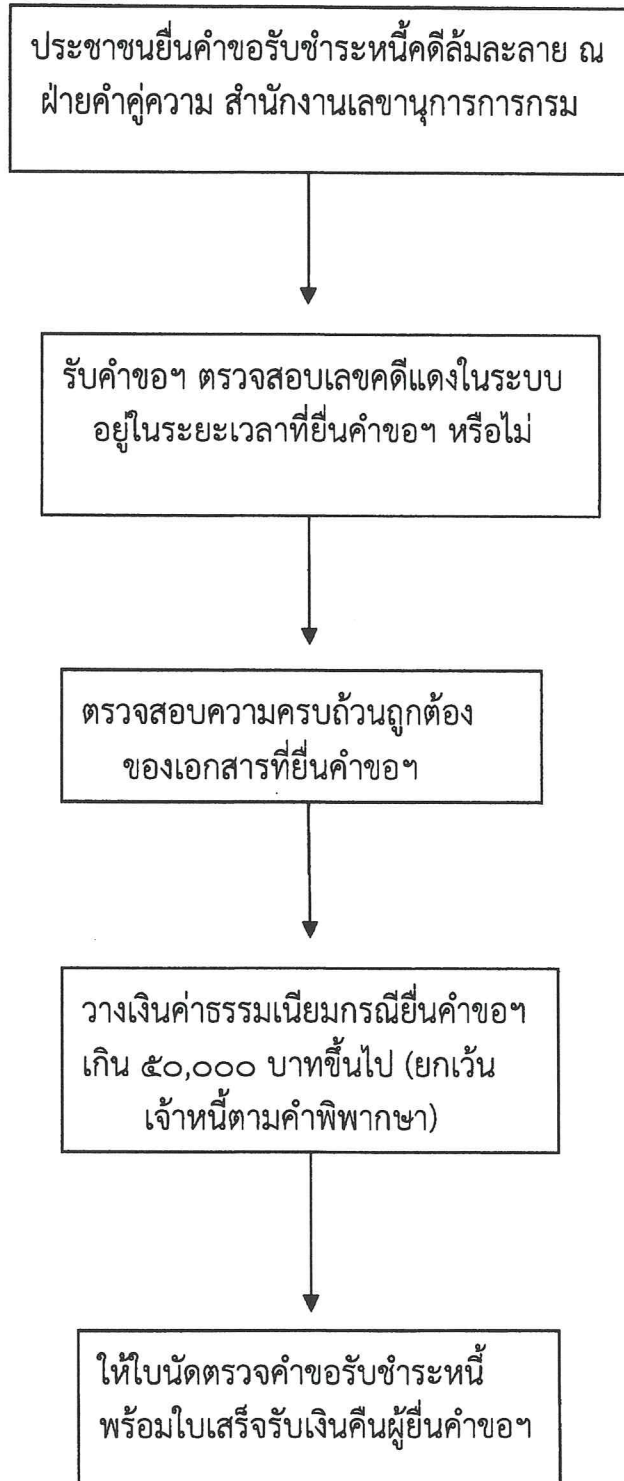 ประชาชนยื่นคำขอรับชำระหนี้คดีล้มละลาย ณ
ฝ่ายคำคู่ความ สำนักงานเลขานุการการกรม
รับคำขอฯ ตรวจสอบเลขคดีแดงในระบบ
อยู่ในระยะเวลาที่ยื่นคำขอฯ หรือไม่
ตรวจสอบความครบถ้วนถูกต้อง
ของเอกสารที่ยื่นคำขอฯ
วางเงินค่าธรรมเนียมกรณียื่นคำขอฯ
เกิน ๕๐,๐๐๐ บาทขึ้นไป (ยกเว้น
เจ้าหนี้ตามคำพิพากษา)
ให้ใบนัดตรวจคำขอรับชำระหนี้
พร้อมใบเสร็จรับเงินคืนผู้ยื่นคำขอฯ